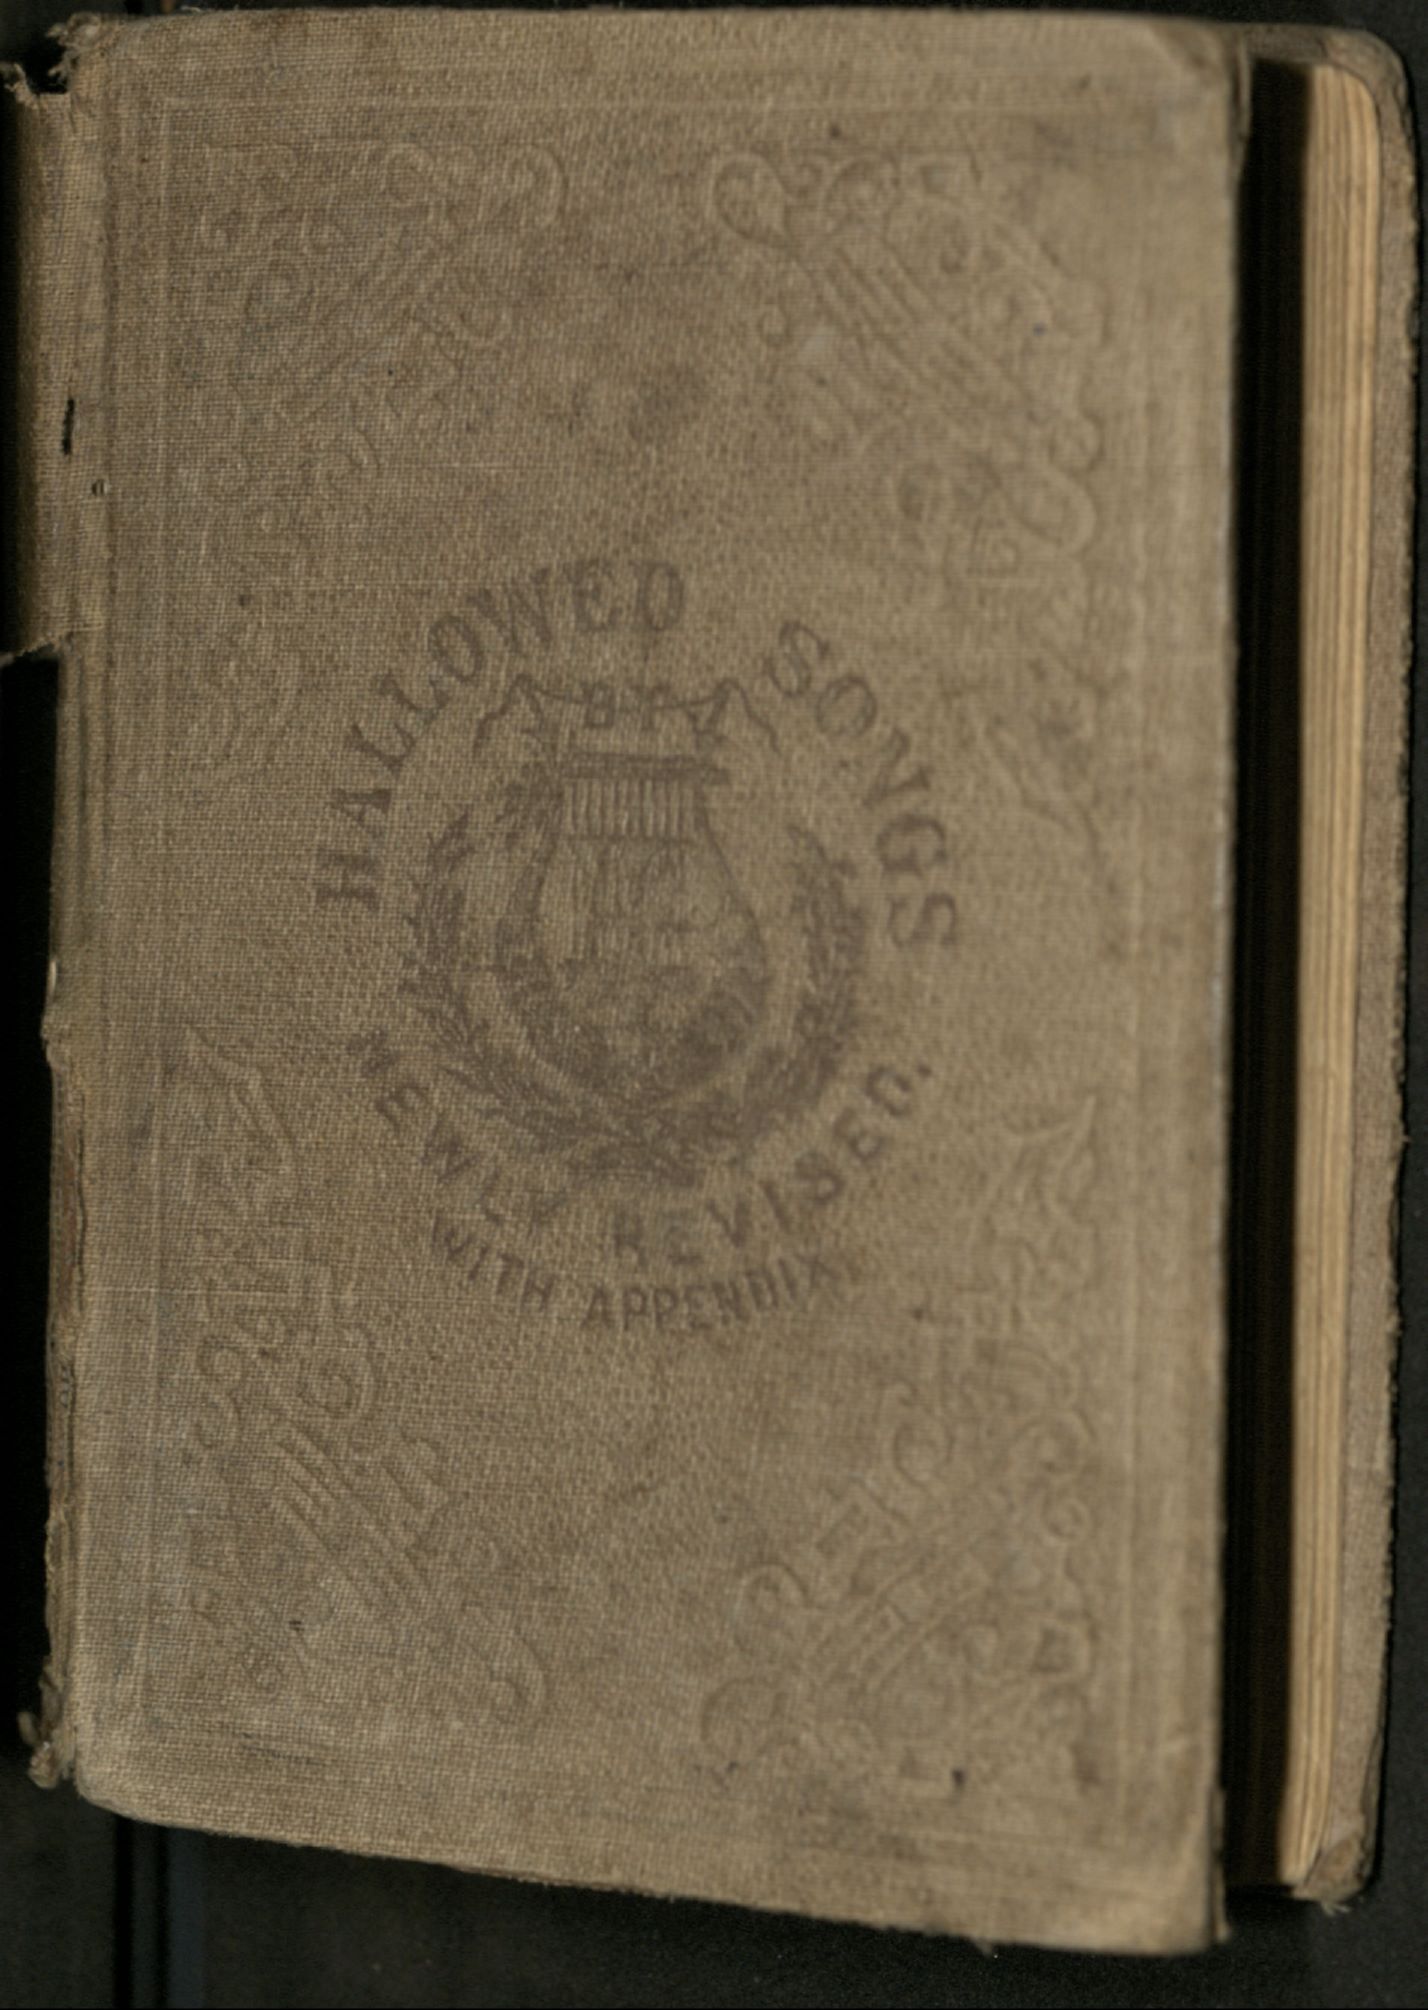 HALLOWED SONGS
NEWLY REVISED.
WITH APPENDIX